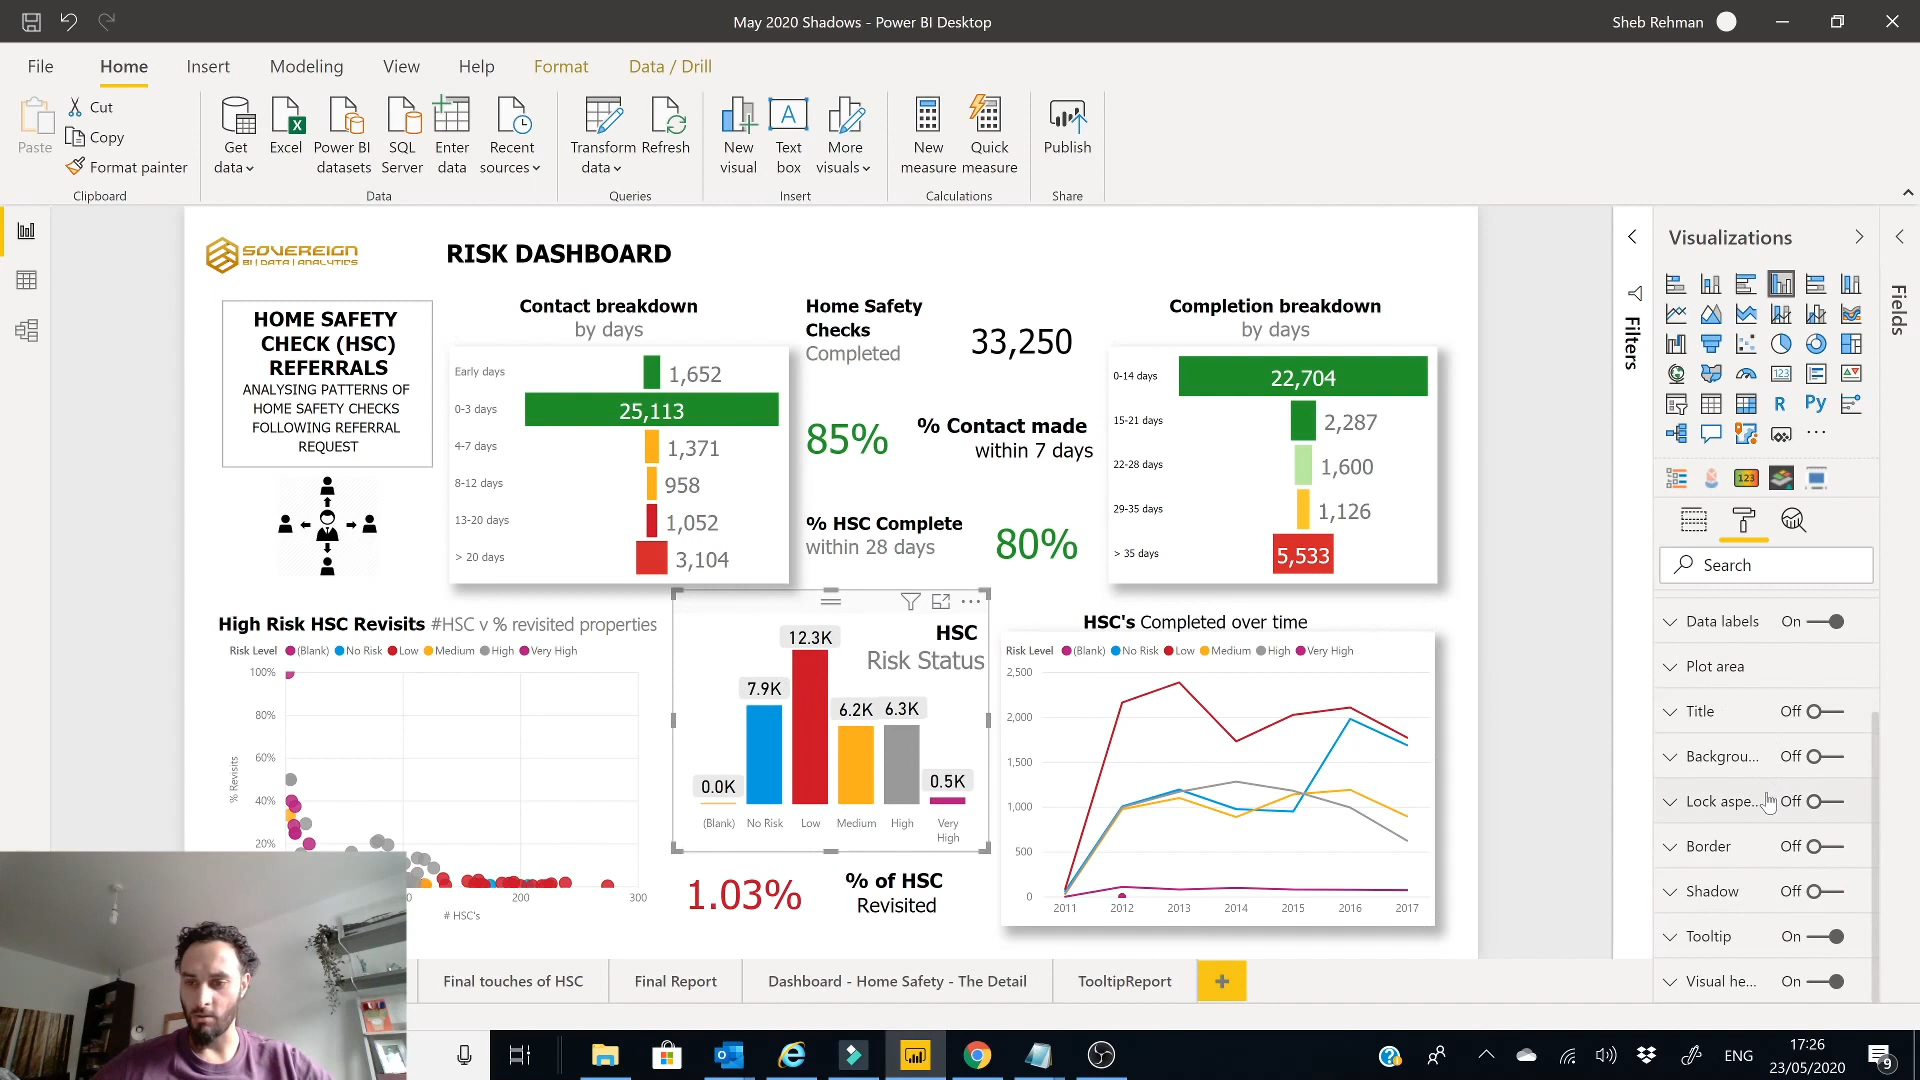 May 2020 Shadows - Power BI Desktop
Sheb Rehman
File
Home
Insert
Modeling
View
Help
Format
Data / Drill
Paste
Cut
Copy
Format painter
Clipboard
Get data
Excel
Power BI datasets
SQL Server
Enter data
Recent sources
Data
Transform data
Refresh
Queries
New visual
Text box
More visuals
Insert
New measure
Quick measure
Calculations
Publish
Share
SOVEREIGN
BI | DATA | ANALYTICS
RISK DASHBOARD
HOME SAFETY
CHECK (HSC)
REFERRALS
ANALYSING PATTERNS OF
HOME SAFETY CHECKS
FOLLOWING REFERRAL
REQUEST
Contact breakdown
by days
Early days 1,652
0-3 days 25,113
4-7 days 1,371
8-12 days 958
13-20 days 1,052
> 20 days 3,104
Home Safety
Checks
Completed
33,250
85%
% Contact made
within 7 days
% HSC Complete
within 28 days
80%
Completion breakdown
by days
0-14 days 22,704
15-21 days 2,287
22-28 days 1,600
29-35 days 1,126
> 35 days 5,533
High Risk HSC Revisits #HSC v % revisited properties
Risk Level (Blank) No Risk Low Medium High Very High
100%
80%
60%
40%
20%
% Revisits
0 200 300
# HSC's
HSC
Risk Status
0.0K
7.9K
12.3K
6.2K
6.3K
0.5K
(Blank) No Risk Low Medium High Very
High
1.03%
% of HSC
Revisited
HSC's Completed over time
Risk Level (Blank) No Risk Low Medium High Very High
2,500
2,000
1,500
1,000
500
0
2011 2012 2013 2014 2015 2016 2017
Final touches of HSC
Final Report
Dashboard - Home Safety - The Detail
TooltipReport
+
Filters
Visualizations
Fields
123
R
Py
123
Search
Data labels On
Plot area
Title Off
Backgrou... Off
Lock aspe... Off
Border Off
Shadow Off
Tooltip On
Visual he... On
ENG
17:26
23/05/2020
9